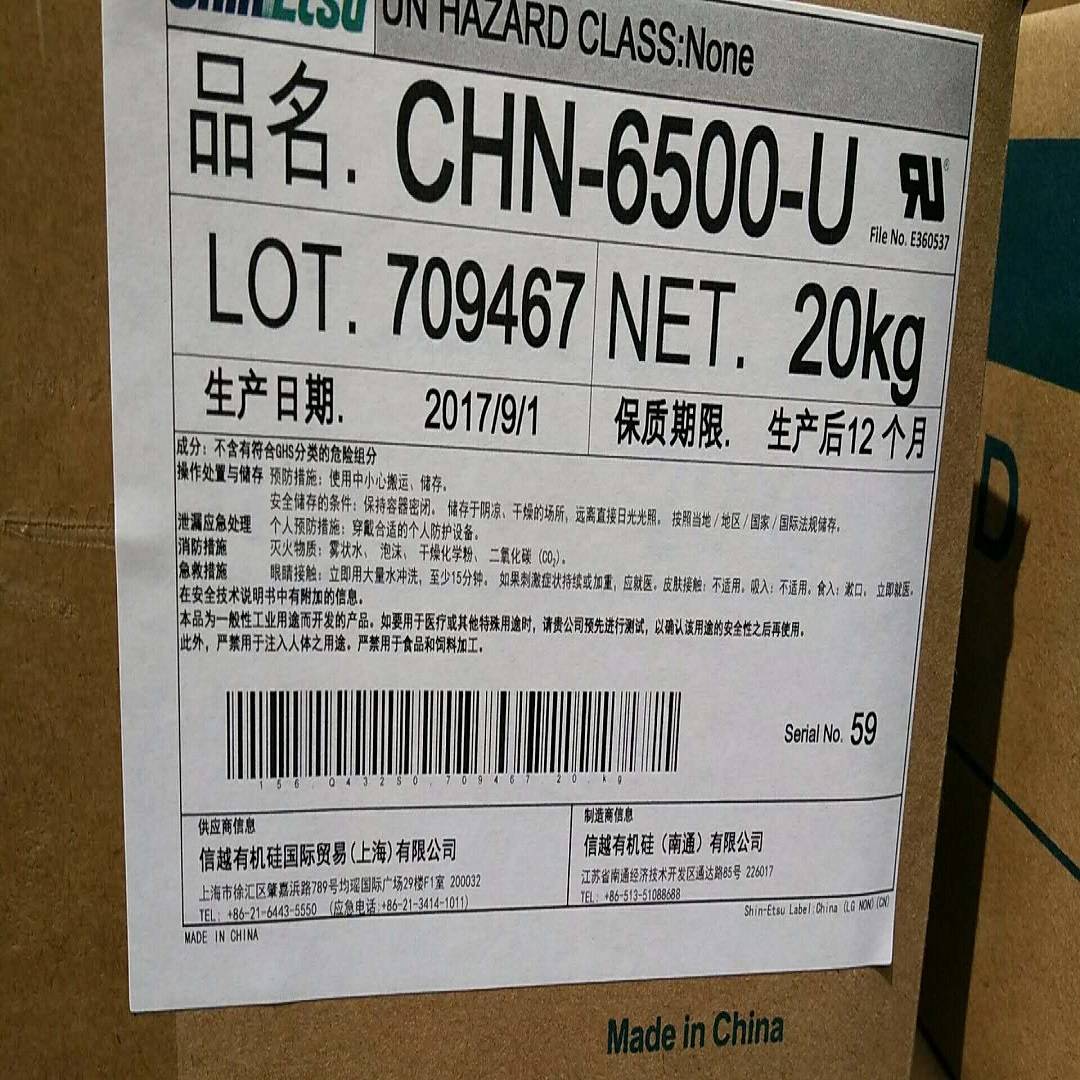 Shin-Etsu
UN HAZARD CLASS:None
品名. CHN-6500-U
File No. E360537
LOT. 709467 NET. 20kg
生产日期. 2017/9/1 保质期限. 生产后12个月
成分: 不含有符合GHS分类的危险组分
操作处置与储存 预防措施: 使用中小心搬运、储存。
安全储存的条件: 保持容器密闭。 储存于阴凉、干燥的场所, 远离直接日光光照。 按照当地/地区/国家/国际法规储存。
泄漏应急处理 个人预防措施: 穿戴合适的个人防护设备。
消防措施 灭火物质: 雾状水、 泡沫、 干燥化学粉、 二氧化碳 (CO₂)。
急救措施 眼睛接触: 立即用大量水冲洗, 至少15分钟。 如果刺激症状持续或加重, 应就医。皮肤接触: 不适用。吸入: 不适用。食入: 漱口, 立即就医。
在安全技术说明书中有附加的信息。
本品为一般性工业用途而开发的产品。如要用于医疗或其他特殊用途时, 请贵公司预先进行测试, 以确认该用途的安全性之后再使用。
此外, 严禁用于注入人体之用途。严禁用于食品和饲料加工。
Serial No. 59
156.Q432S0.709467.20.kg
供应商信息
信越有机硅国际贸易(上海)有限公司
上海市徐汇区肇嘉浜路789号均瑶国际广场29楼F1室 200032
TEL: +86-21-6443-5550 (应急电话:+86-21-3414-1011)
制造商信息
信越有机硅(南通)有限公司
江苏省南通经济技术开发区通达路85号 226017
TEL: +86-513-51088688
Shin-Etsu Label:China (LG NON)(CN)
MADE IN CHINA
Made in China
D